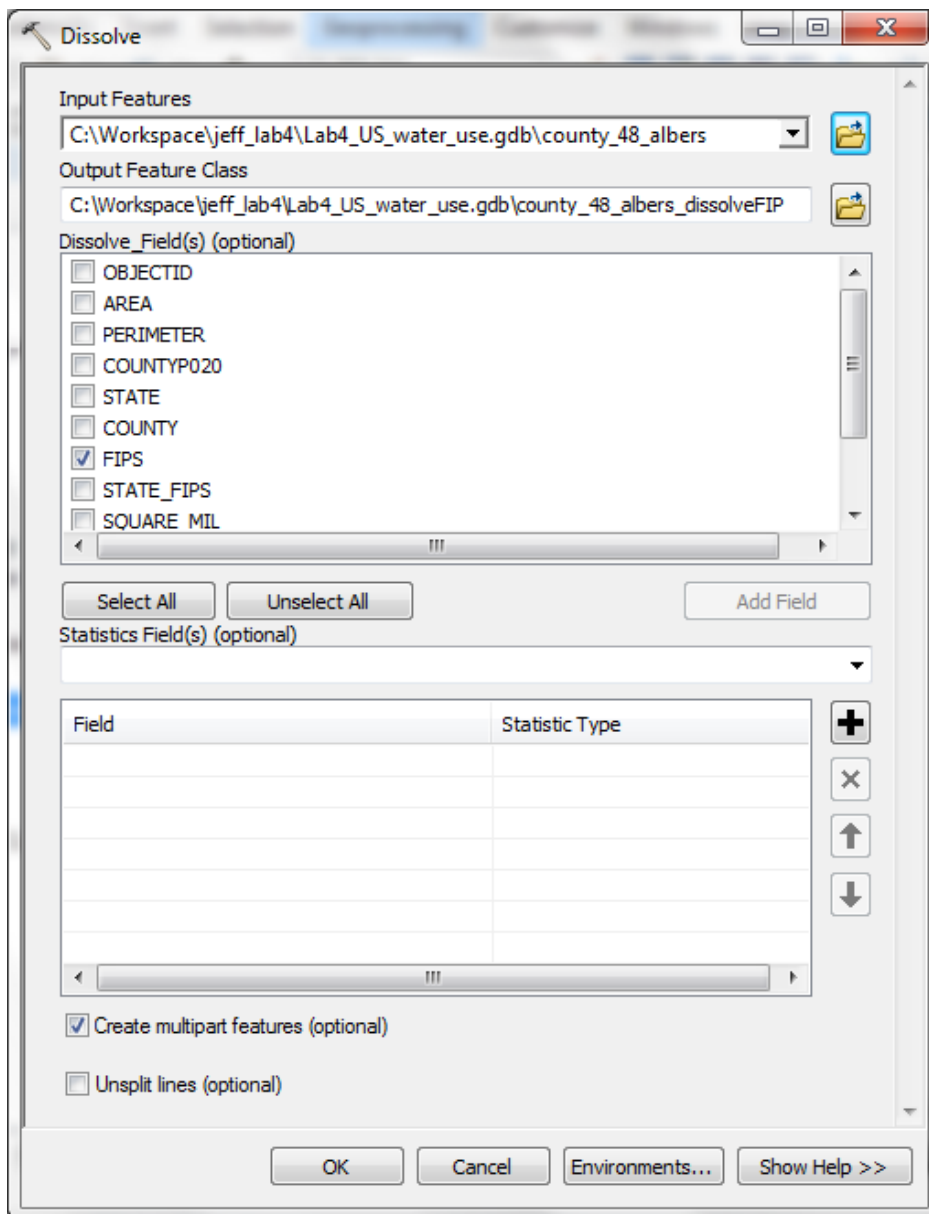 Dissolve
Input Features
C:\Workspace\jeff_lab4\Lab4_US_water_use.gdb\county_48_albers
Output Feature Class
C:\Workspace\jeff_lab4\Lab4_US_water_use.gdb\county_48_albers_dissolveFIP
Dissolve_Field(s) (optional)
OBJECTID
AREA
PERIMETER
COUNTYP020
STATE
COUNTY
FIPS
STATE_FIPS
SQUARE_MIL
Select All Unselect All Add Field
Statistics Field(s) (optional)
Field Statistic Type
Create multipart features (optional)
Unsplit lines (optional)
OK Cancel Environments... Show Help >>